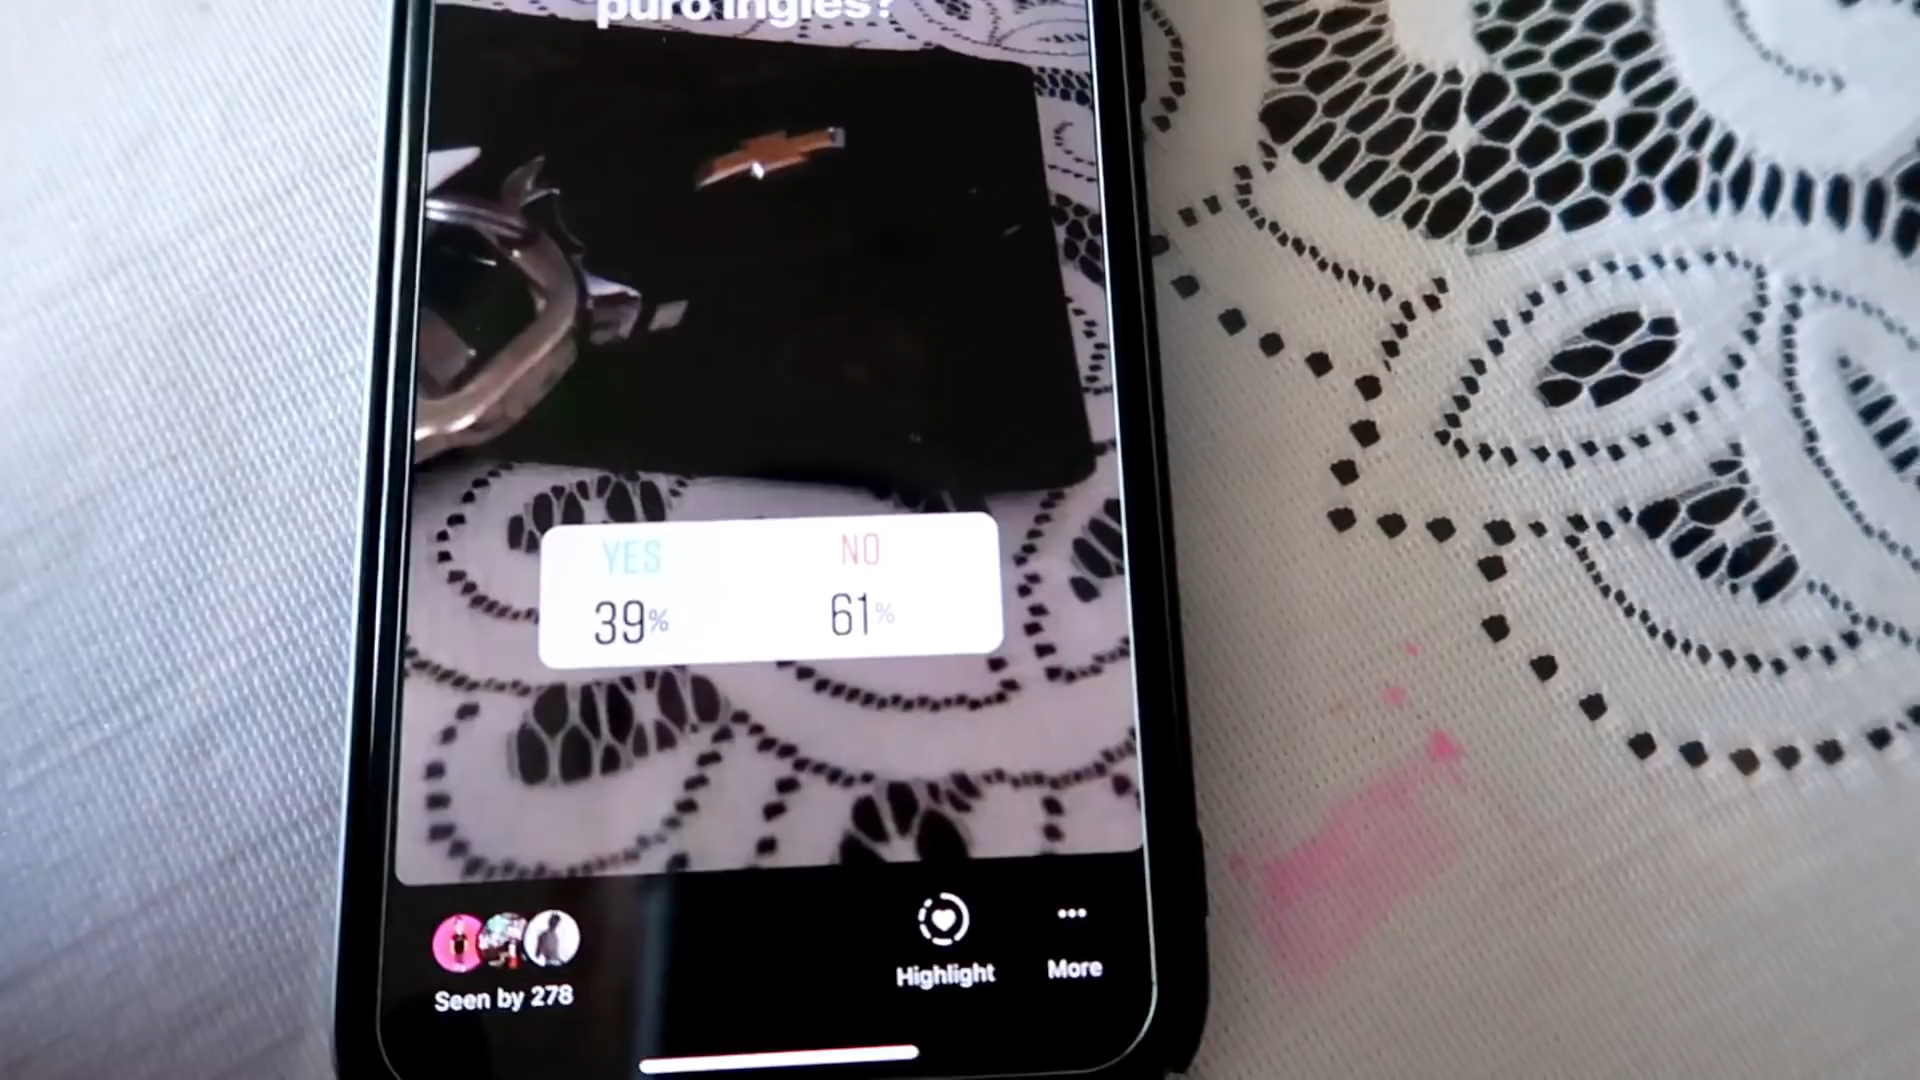 puro ingles?
YES NO
39% 61%
Highlight More
Seen by 278